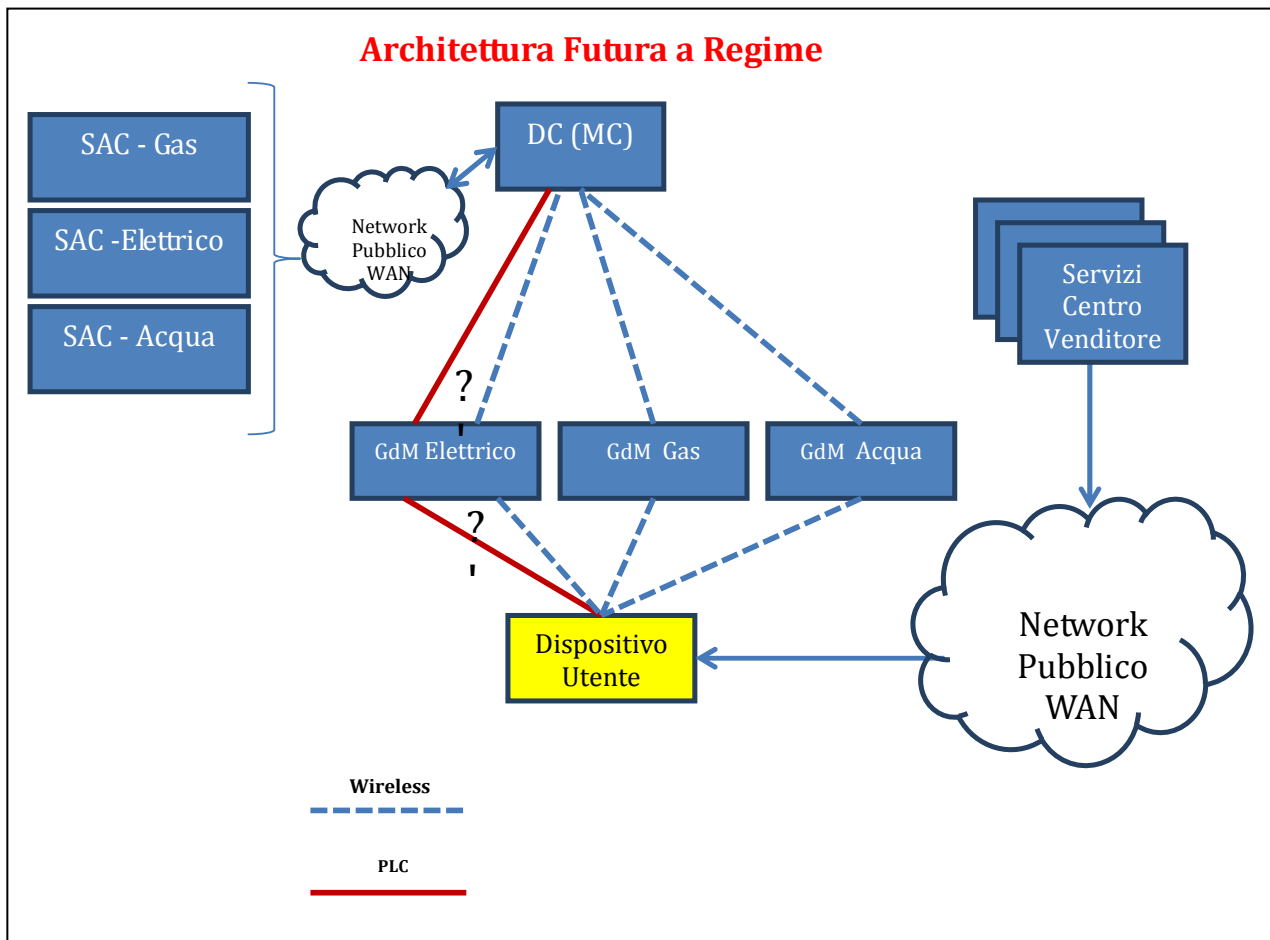 Architettura Futura a Regime
SAC - Gas
SAC -Elettrico
SAC - Acqua
Network
Pubblico
WAN
DC (MC)
Servizi
Centro
Venditore
?
'
GdM Elettrico
GdM Gas
GdM Acqua
?
'
Dispositivo
Utente
Network
Pubblico
WAN
Wireless
PLC